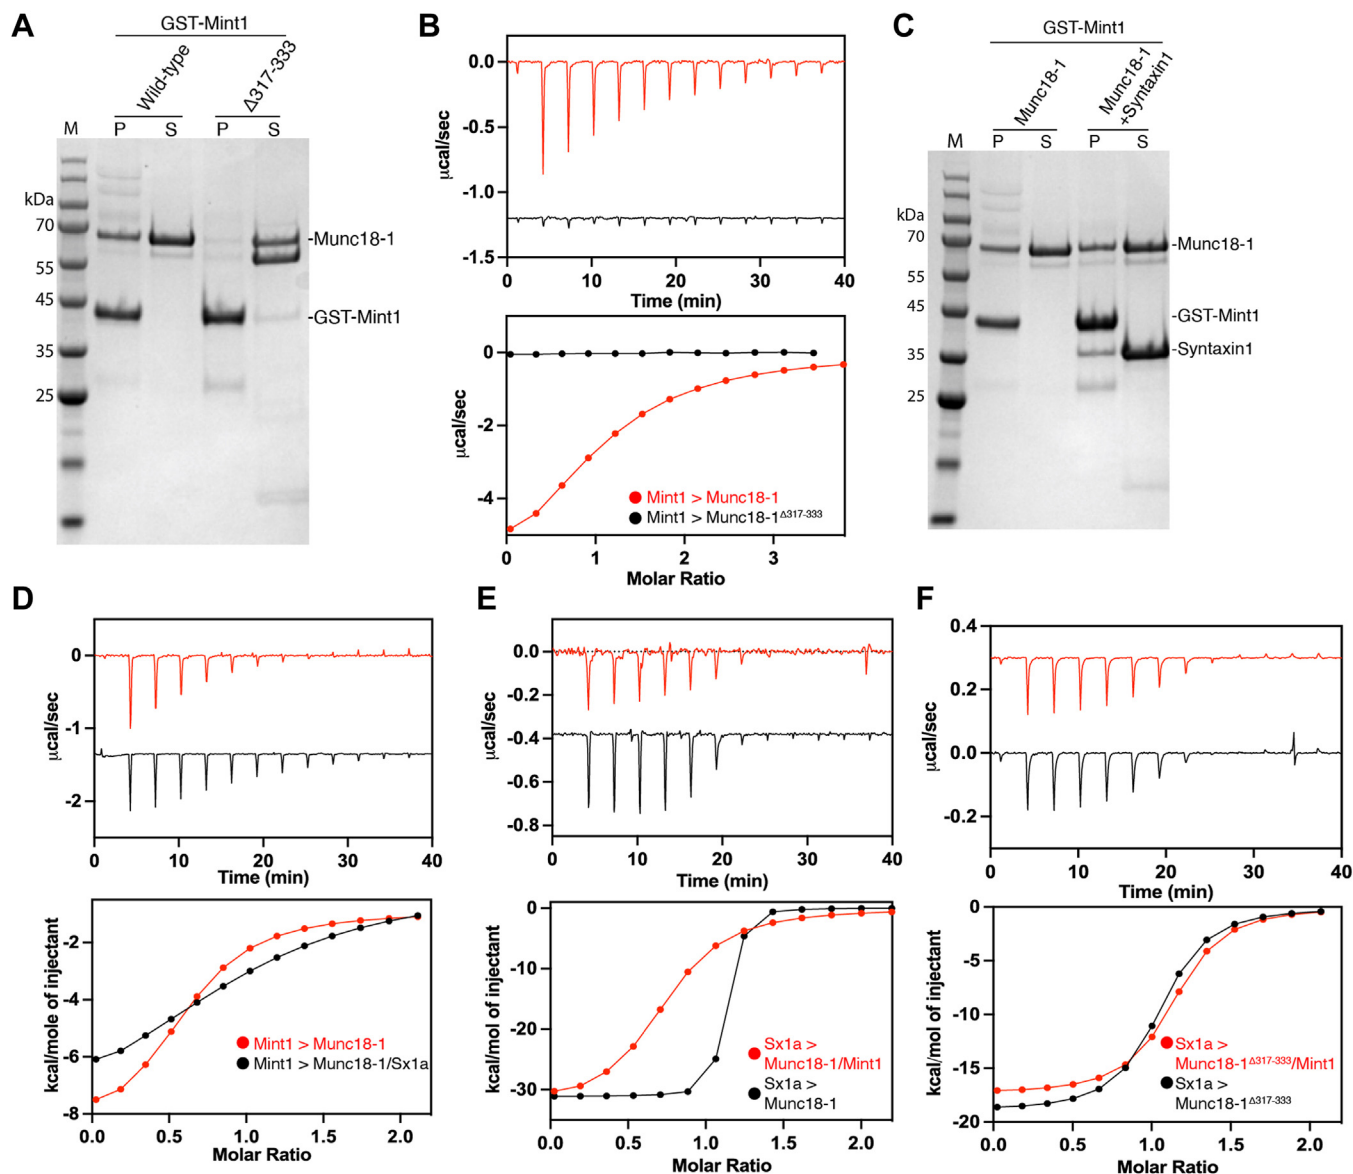 A
GST-Mint1
Wild-type
Δ317-333
M P S P S
kDa
70
55
45
35
25
-Munc18-1
-GST-Mint1
B
0.0
-0.5
-1.0
-1.5
μcal/sec
0 10 20 30 40
Time (min)
0
-2
-4
μcal/sec
Mint1 > Munc18-1
Mint1 > Munc18-1Δ317-333
0 1 2 3
Molar Ratio
C
GST-Mint1
Munc18-1
Munc18-1
+Syntaxin1
M P S P S
kDa
70
55
45
35
25
-Munc18-1
-GST-Mint1
-Syntaxin1
D
0
-1
-2
μcal/sec
0 10 20 30 40
Time (min)
-2
-4
-6
-8
kcal/mole of injectant
Mint1 > Munc18-1
Mint1 > Munc18-1/Sx1a
0.0 0.5 1.0 1.5 2.0
Molar Ratio
E
0.0
-0.2
-0.4
-0.6
-0.8
μcal/sec
0 10 20 30 40
Time (min)
0
-10
-20
-30
kcal/mol of injectant
Sx1a >
Munc18-1/Mint1
Sx1a >
Munc18-1
0.0 0.5 1.0 1.5 2.0
Molar Ratio
F
0.4
0.2
0.0
-0.2
μcal/sec
0 10 20 30 40
Time (min)
0
-5
-10
-15
-20
kcal/mol of injectant
Sx1a >
Munc18-1Δ317-333/Mint1
Sx1a >
Munc18-1Δ317-333
0.0 0.5 1.0 1.5 2.0
Molar Ratio